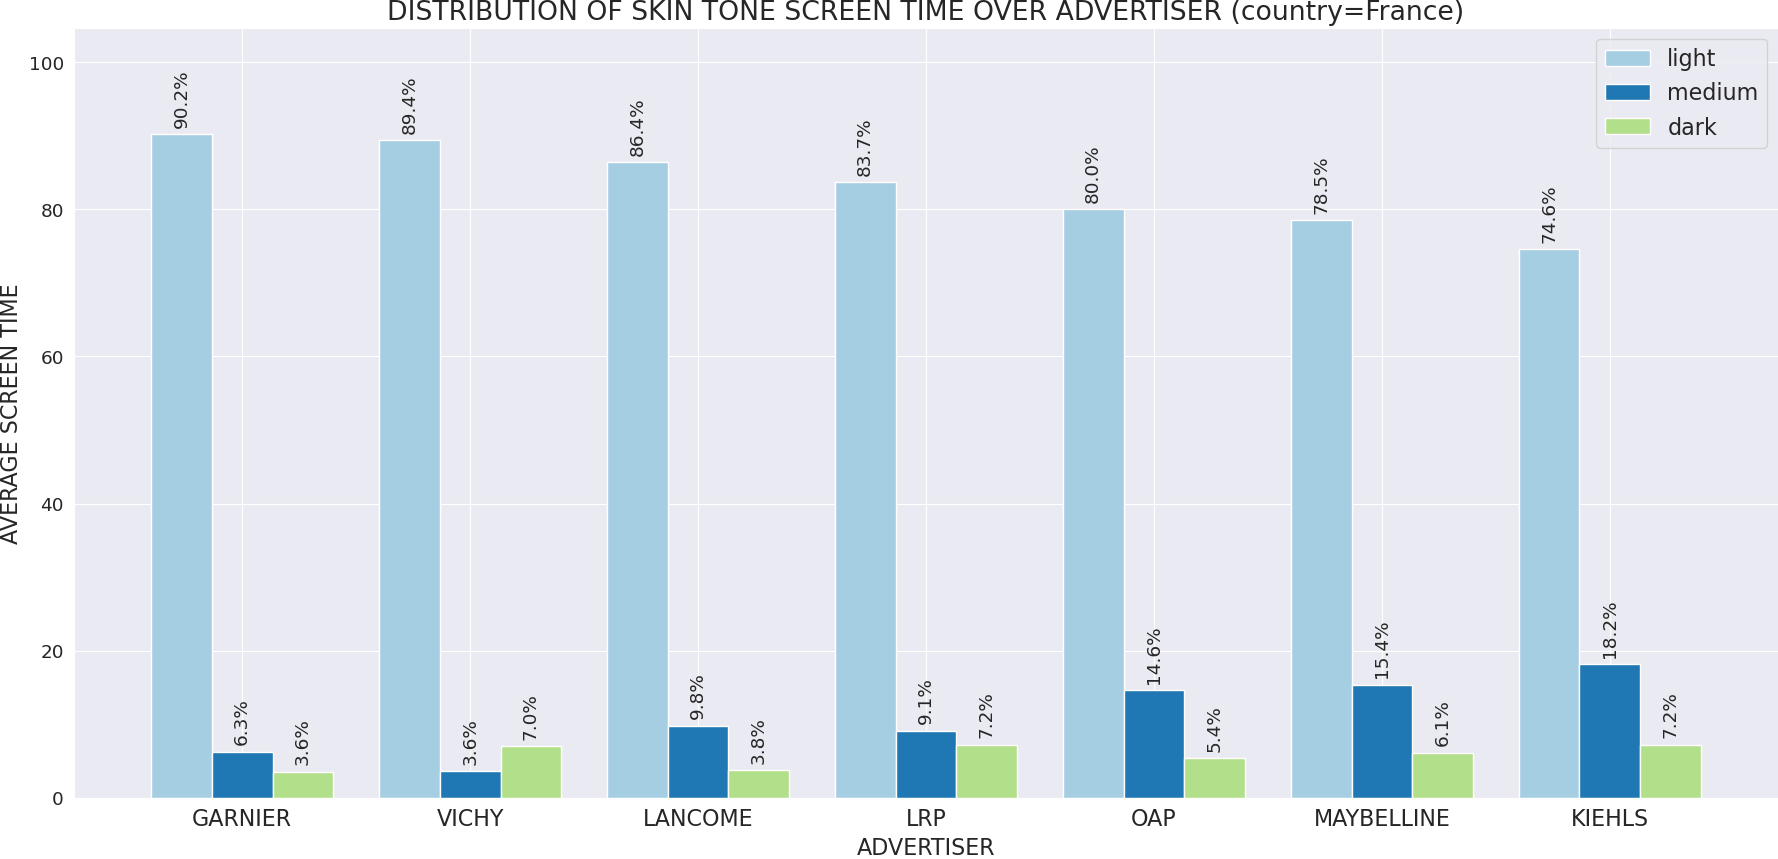 DISTRIBUTION OF SKIN TONE SCREEN TIME OVER ADVERTISER (country=France)
light
medium
dark
AVERAGE SCREEN TIME
100
80
60
40
20
0
90.2%
6.3%
3.6%
89.4%
3.6%
7.0%
86.4%
9.8%
3.8%
83.7%
9.1%
7.2%
80.0%
14.6%
5.4%
78.5%
15.4%
6.1%
74.6%
18.2%
7.2%
GARNIER
VICHY
LANCOME
LRP
OAP
MAYBELLINE
KIEHLS
ADVERTISER